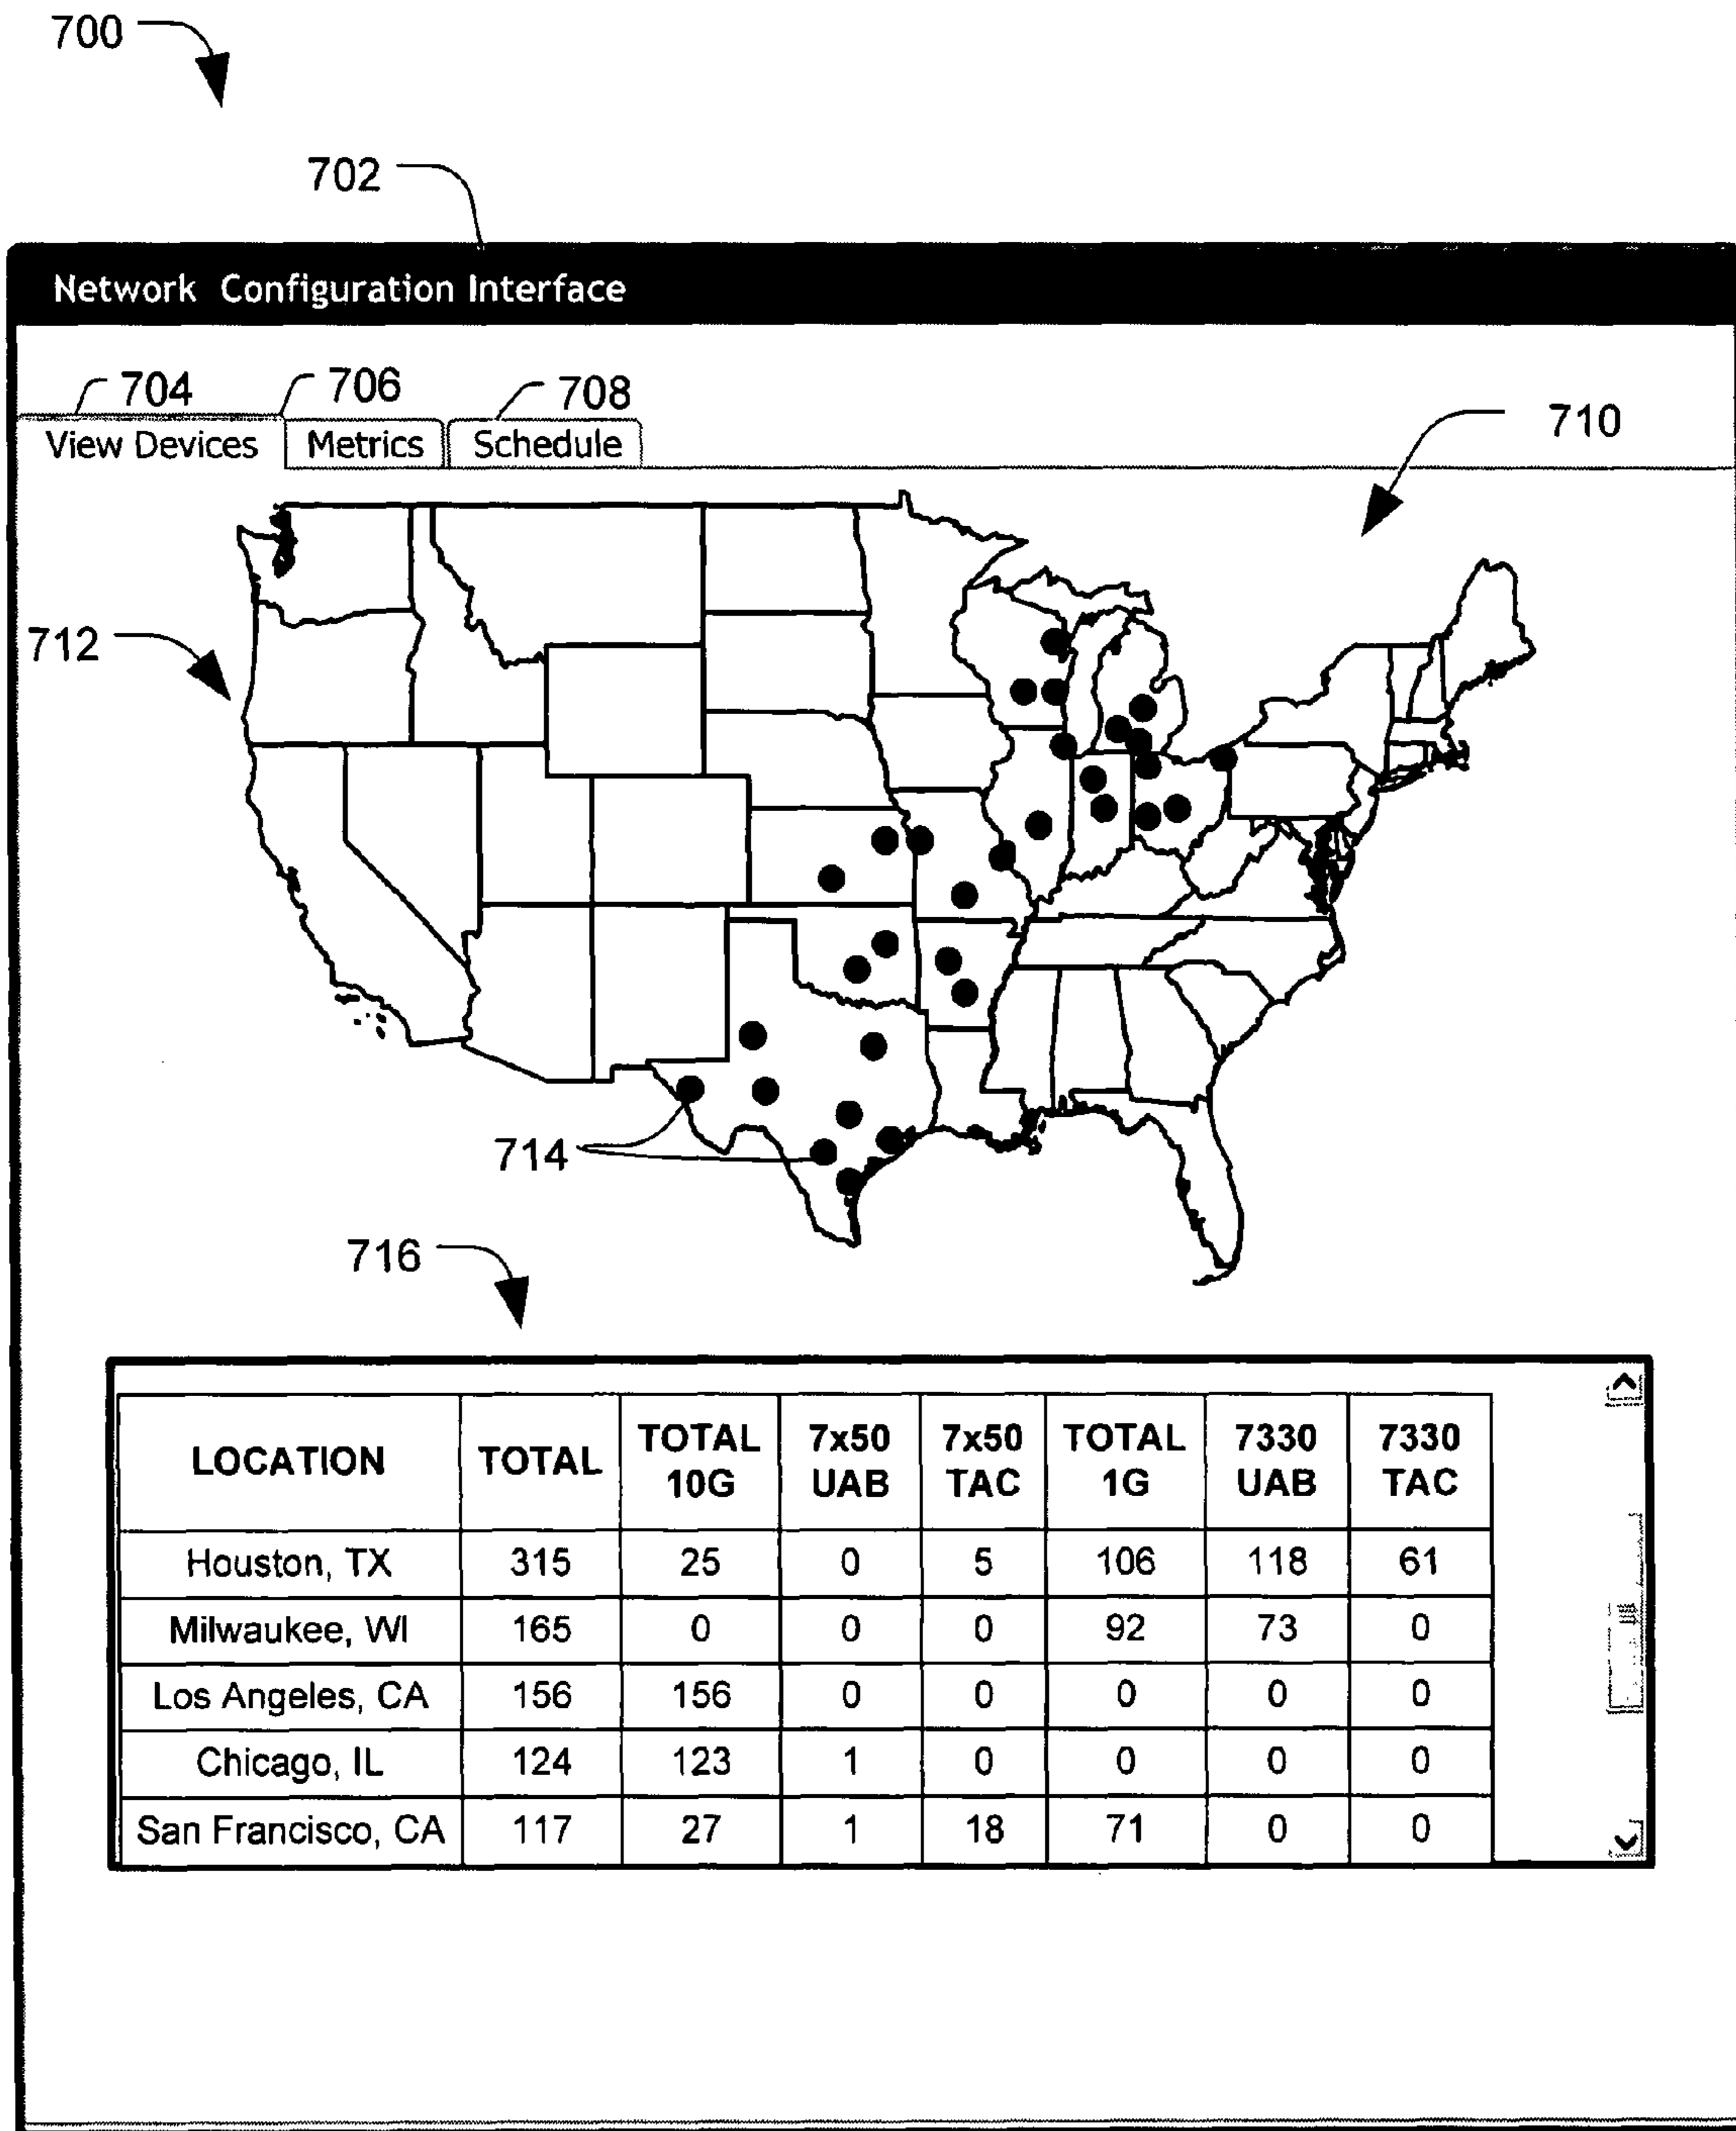 700
702
Network Configuration Interface
704 706 708
View Devices Metrics Schedule
710
712
714
716
LOCATION TOTAL TOTAL 10G 7x50 UAB 7x50 TAC TOTAL 1G 7330 UAB 7330 TAC
Houston, TX 315 25 0 5 106 118 61
Milwaukee, WI 165 0 0 0 92 73 0
Los Angeles, CA 156 156 0 0 0 0 0
Chicago, IL 124 123 1 0 0 0 0
San Francisco, CA 117 27 1 18 71 0 0